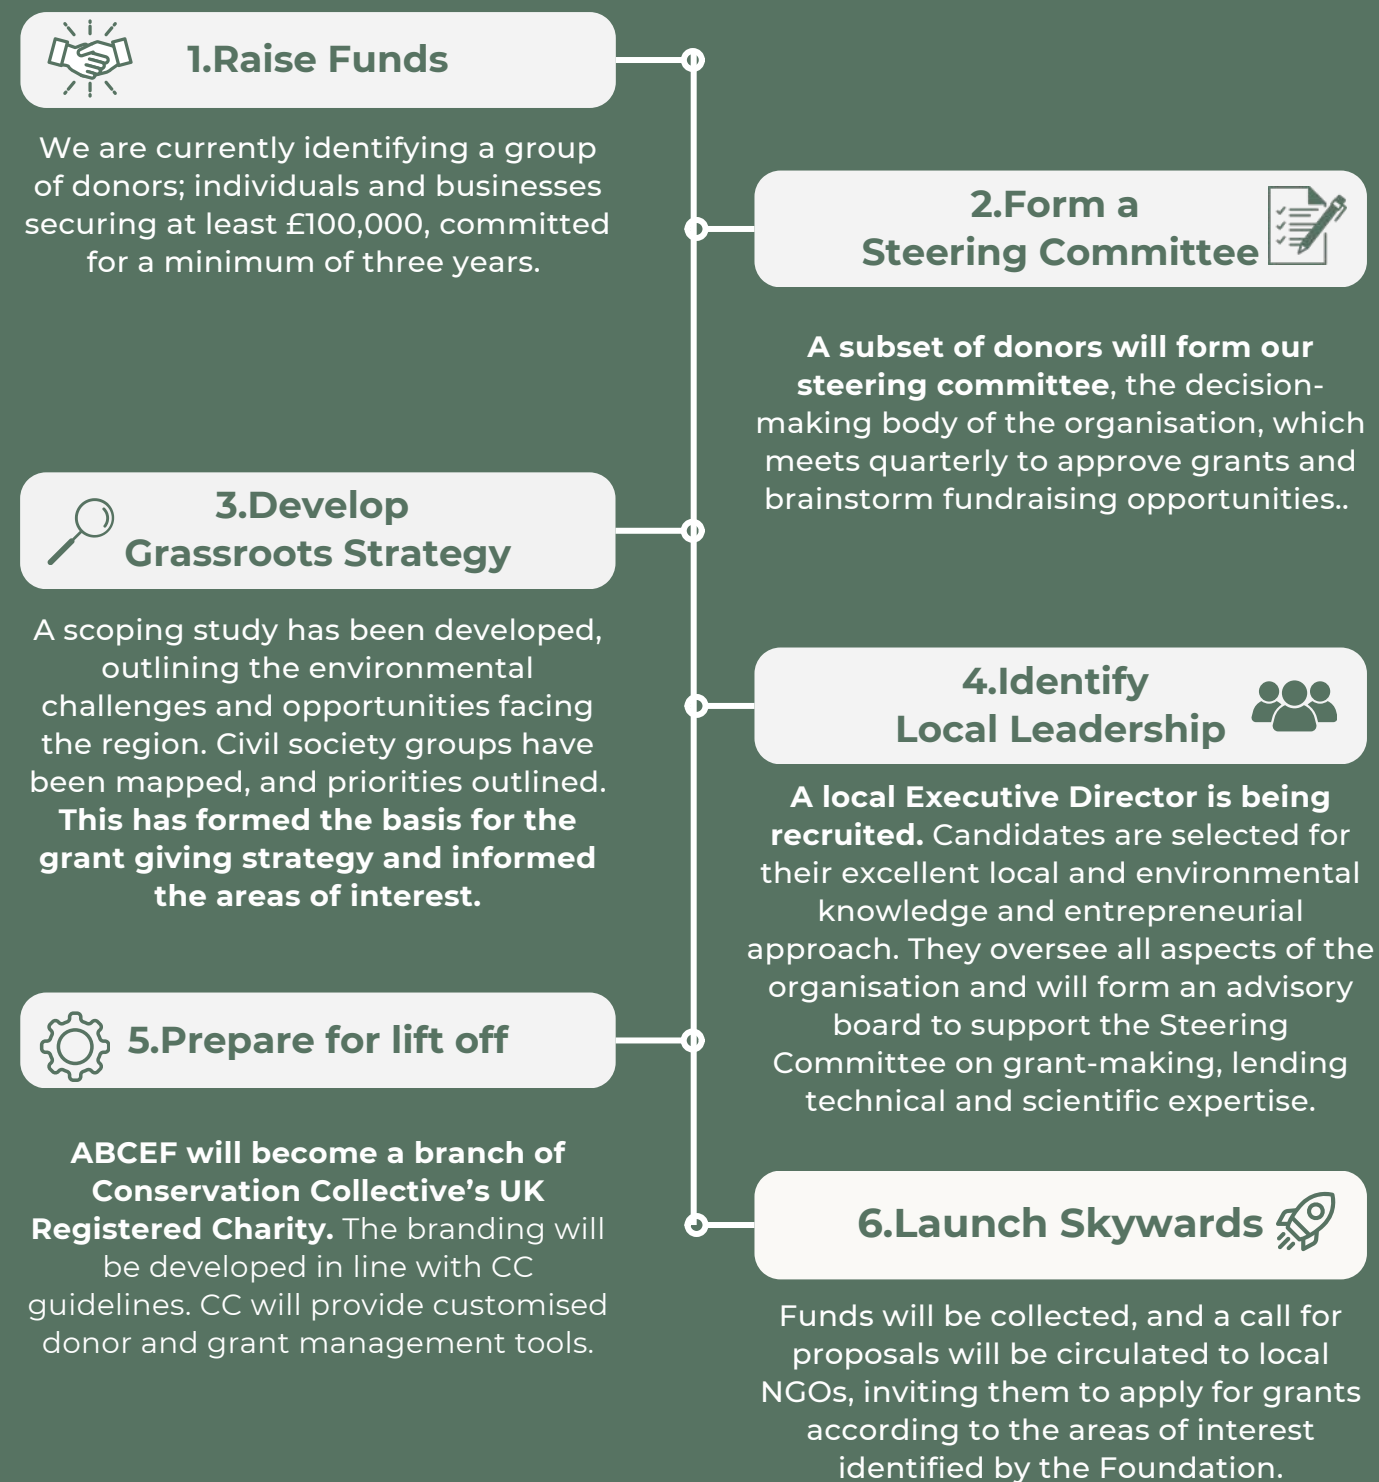 1.Raise Funds
We are currently identifying a group
of donors; individuals and businesses
securing at least £100,000, committed
for a minimum of three years.
2.Form a
Steering Committee
A subset of donors will form our
steering committee, the decision-
making body of the organisation, which
meets quarterly to approve grants and
brainstorm fundraising opportunities..
3.Develop
Grassroots Strategy
A scoping study has been developed,
outlining the environmental
challenges and opportunities facing
the region. Civil society groups have
been mapped, and priorities outlined.
This has formed the basis for the
grant giving strategy and informed
the areas of interest.
4.Identify
Local Leadership
A local Executive Director is being
recruited. Candidates are selected for
their excellent local and environmental
knowledge and entrepreneurial
approach. They oversee all aspects of the
organisation and will form an advisory
board to support the Steering
Committee on grant-making, lending
technical and scientific expertise.
5.Prepare for lift off
ABCEF will become a branch of
Conservation Collective’s UK
Registered Charity. The branding will
be developed in line with CC
guidelines. CC will provide customised
donor and grant management tools.
6.Launch Skywards
Funds will be collected, and a call for
proposals will be circulated to local
NGOs, inviting them to apply for grants
according to the areas of interest
identified by the Foundation.